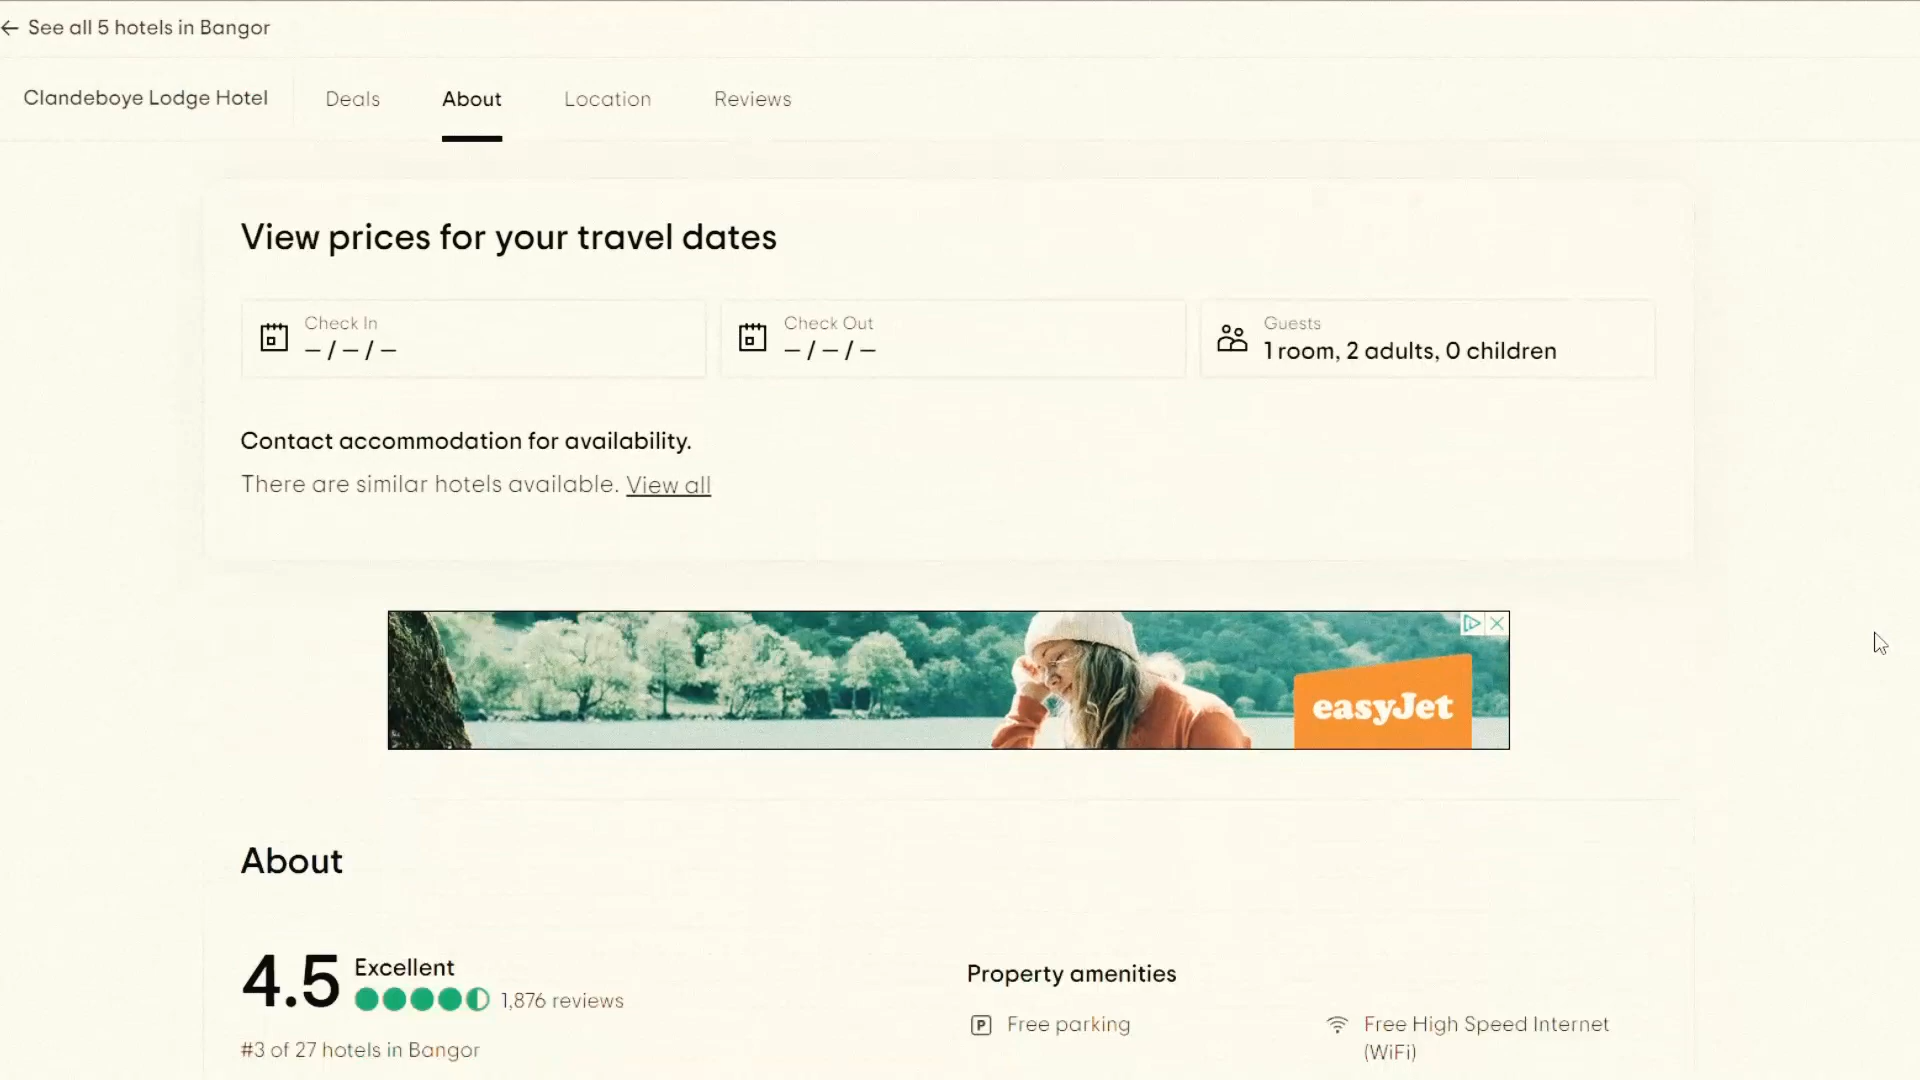 See all 5 hotels in Bangor
Clandeboye Lodge Hotel
Deals
About
Location
Reviews
View prices for your travel dates
Check In
– / – / –
Check Out
– / – / –
Guests
1 room, 2 adults, 0 children
Contact accommodation for availability.
There are similar hotels available. View all
easyJet
About
4.5
Excellent
1,876 reviews
#3 of 27 hotels in Bangor
Property amenities
P
Free parking
Free High Speed Internet
(WiFi)